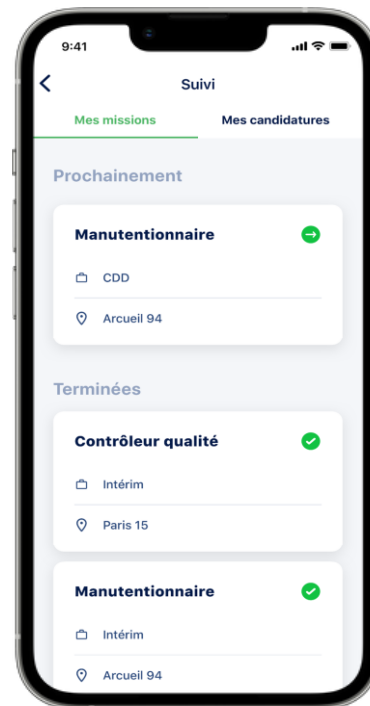 9:41
Suivi
Mes missions Mes candidatures
Prochainement
Manutentionnaire
CDD
Arcueil 94
Terminées
Contrôleur qualité
Intérim
Paris 15
Manutentionnaire
Intérim
Arcueil 94